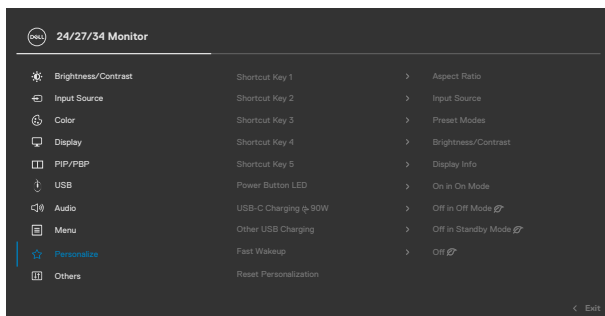 DELL 24/27/34 Monitor
Brightness/Contrast Shortcut Key 1 > Aspect Ratio
Input Source Shortcut Key 2 > Input Source
Color Shortcut Key 3 > Preset Modes
Display Shortcut Key 4 > Brightness/Contrast
PIP/PBP Shortcut Key 5 > Display Info
USB Power Button LED > On in On Mode
Audio USB-C Charging 90W > Off in Off Mode
Menu Other USB Charging > Off in Standby Mode
Personalize Fast Wakeup > Off
Others Reset Personalization
< Exit